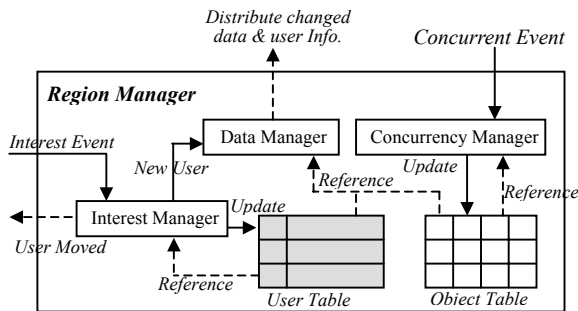 Distribute changed
data & user Info.
Concurrent Event
Region Manager
Interest Event
Data Manager
Concurrency Manager
New User
Update
Reference
Reference
Interest Manager
Update
User Moved
Reference
User Table
Object Table